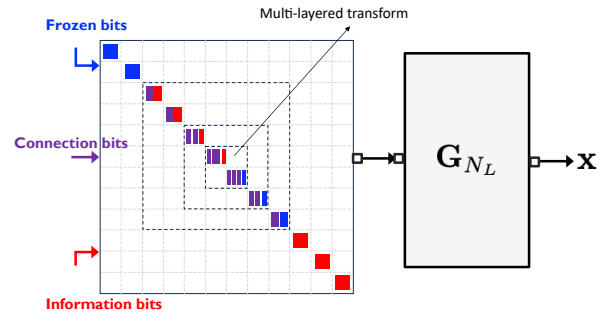 Multi-layered transform
Frozen bits
Connection bits
G_{N_L}
x
Information bits